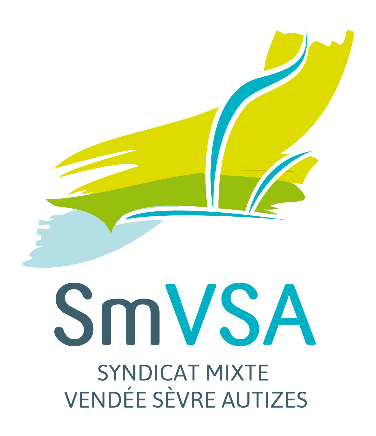 SmVSA
SYNDICAT MIXTE
VENDÉE SÈVRE AUTIZES